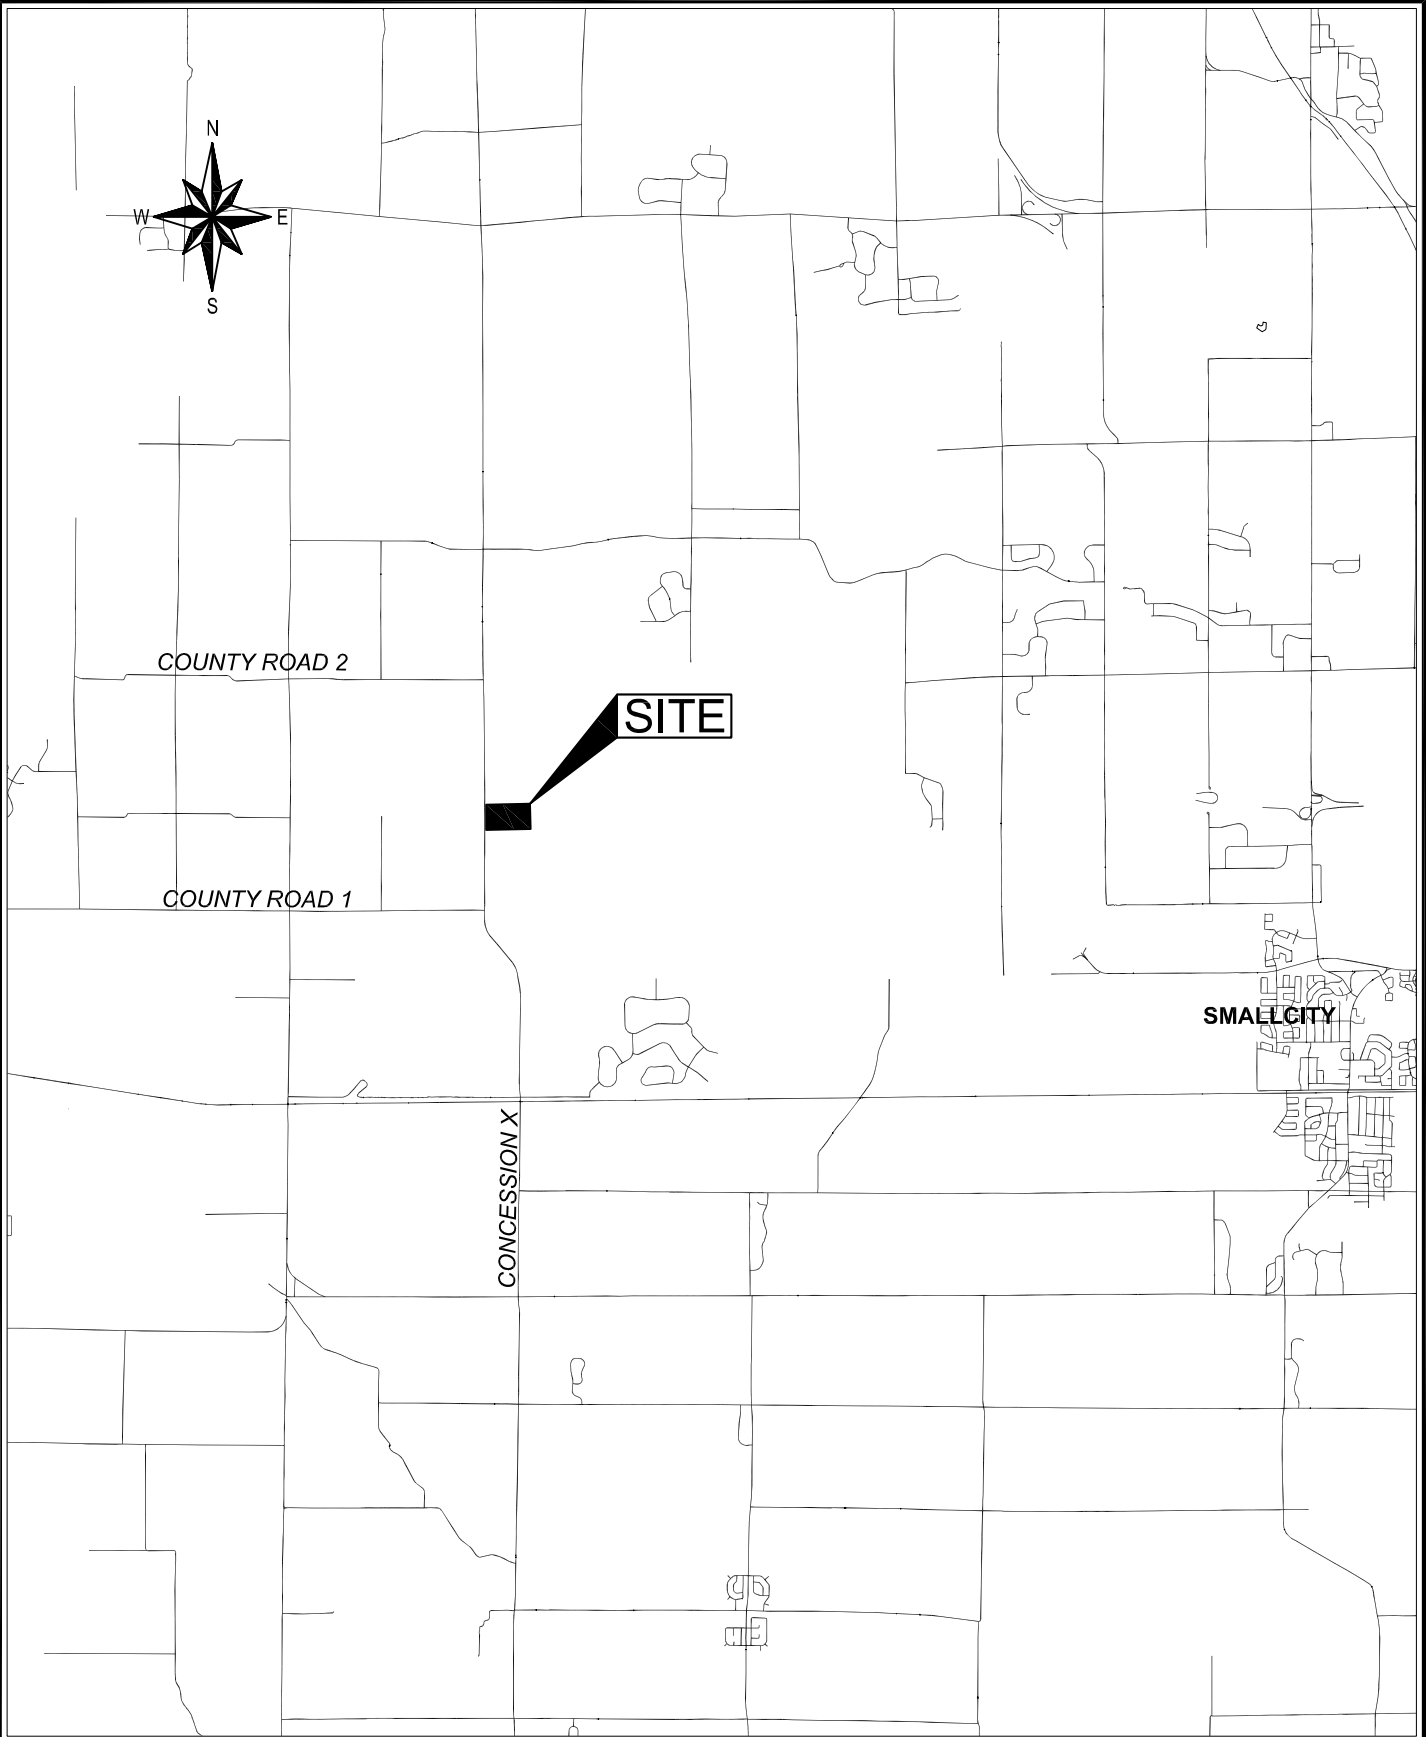 N
W E
S
COUNTY ROAD 2
SITE
COUNTY ROAD 1
SMALLCITY
CONCESSION X